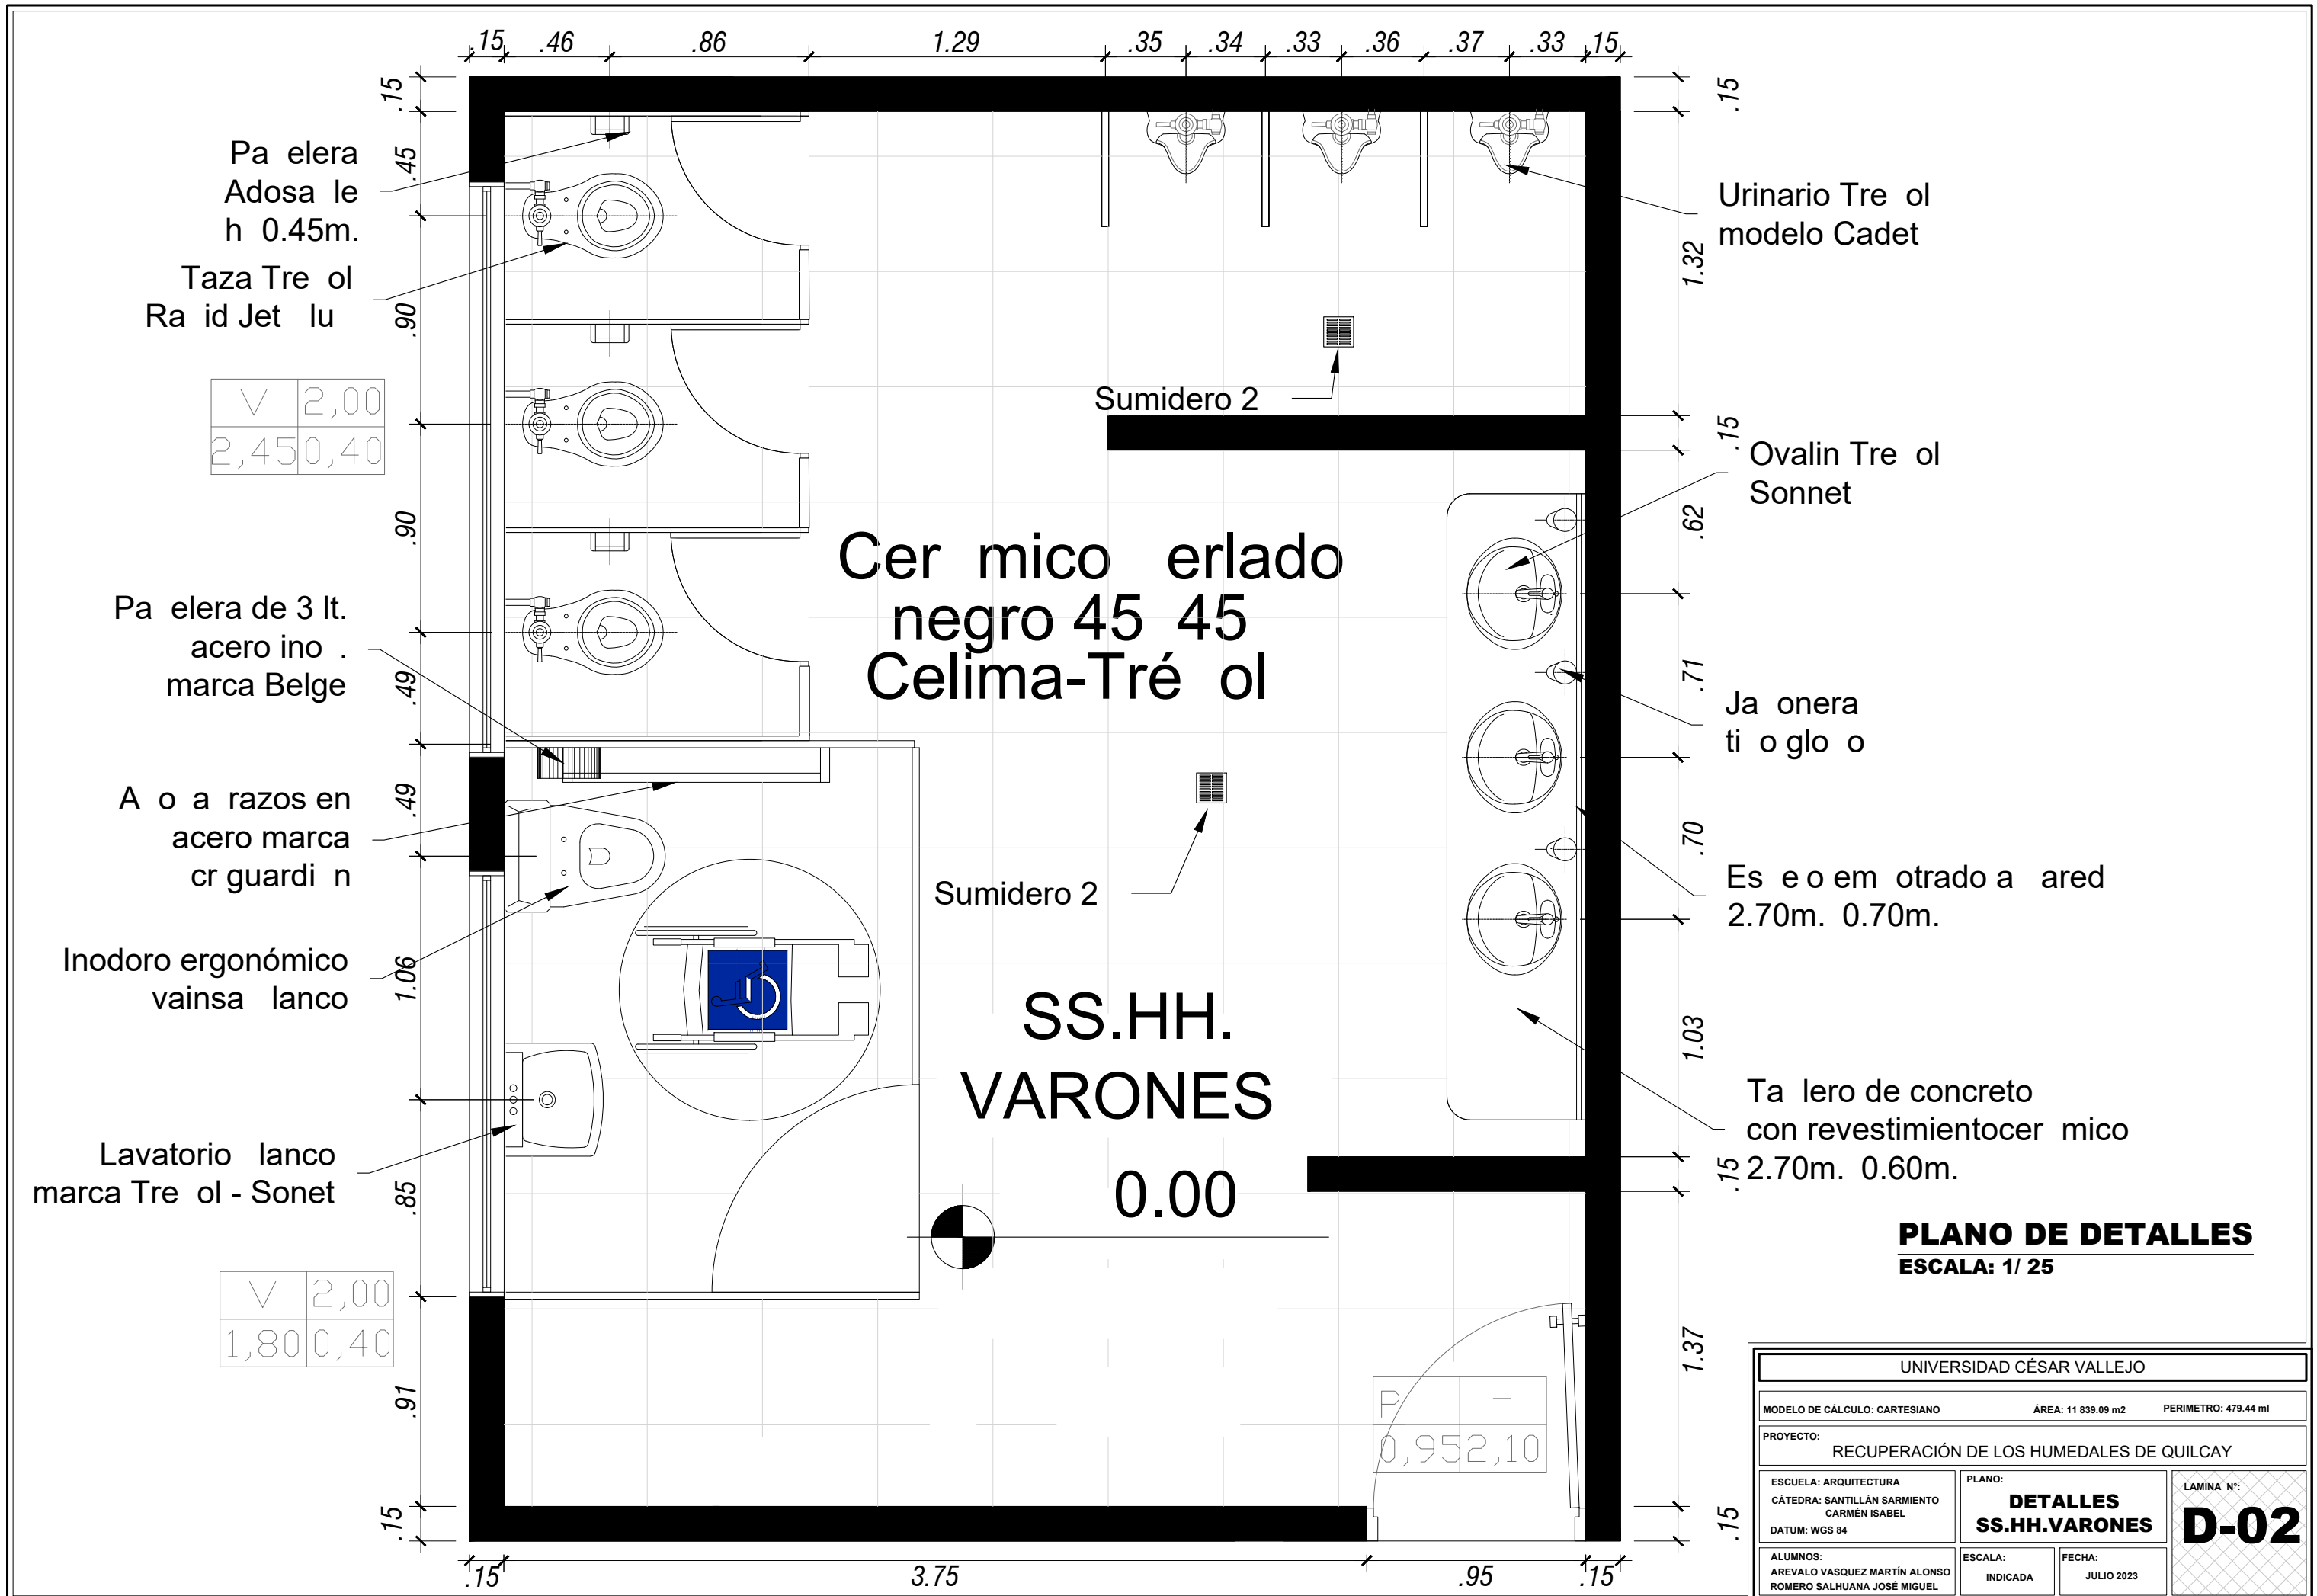 .15 .46 .86 1.29 .35 .34 .33 .36 .37 .33 .15
.15
.45
.90
.90
.49
.49
1.06
.85
.91
.15
Pa elera
Adosa le
h 0.45m.
Taza Tre ol
Ra id Jet lu
V 2,00
2,45 0,40
Pa elera de 3 lt.
acero ino .
marca Belge
A o a razos en
acero marca
cr guardi n
Inodoro ergonómico
vainsa lanco
Lavatorio lanco
marca Tre ol - Sonet
V 2,00
1,80 0,40
Sumidero 2
Cer mico erlado
negro 45 45
Celima-Tré ol
Sumidero 2
SS.HH.
VARONES
0.00
P -
0,95 2,10
.15
1.32
.15
.62
.71
.70
1.03
.15
1.37
.15
Urinario Tre ol
modelo Cadet
Ovalin Tre ol
Sonnet
Ja onera
ti o glo o
Es e o em otrado a ared
2.70m. 0.70m.
Ta lero de concreto
con revestimientocer mico
2.70m. 0.60m.
.15 3.75 .95 .15
PLANO DE DETALLES
ESCALA: 1/ 25
UNIVERSIDAD CÉSAR VALLEJO
MODELO DE CÁLCULO: CARTESIANO ÁREA: 11 839.09 m2 PERIMETRO: 479.44 ml
PROYECTO:
RECUPERACIÓN DE LOS HUMEDALES DE QUILCAY
ESCUELA: ARQUITECTURA
CÁTEDRA: SANTILLÁN SARMIENTO
CARMÉN ISABEL
DATUM: WGS 84
PLANO:
DETALLES
SS.HH.VARONES
LAMINA N°:
D-02
ALUMNOS:
AREVALO VASQUEZ MARTÍN ALONSO
ROMERO SALHUANA JOSÉ MIGUEL
ESCALA:
INDICADA
FECHA:
JULIO 2023